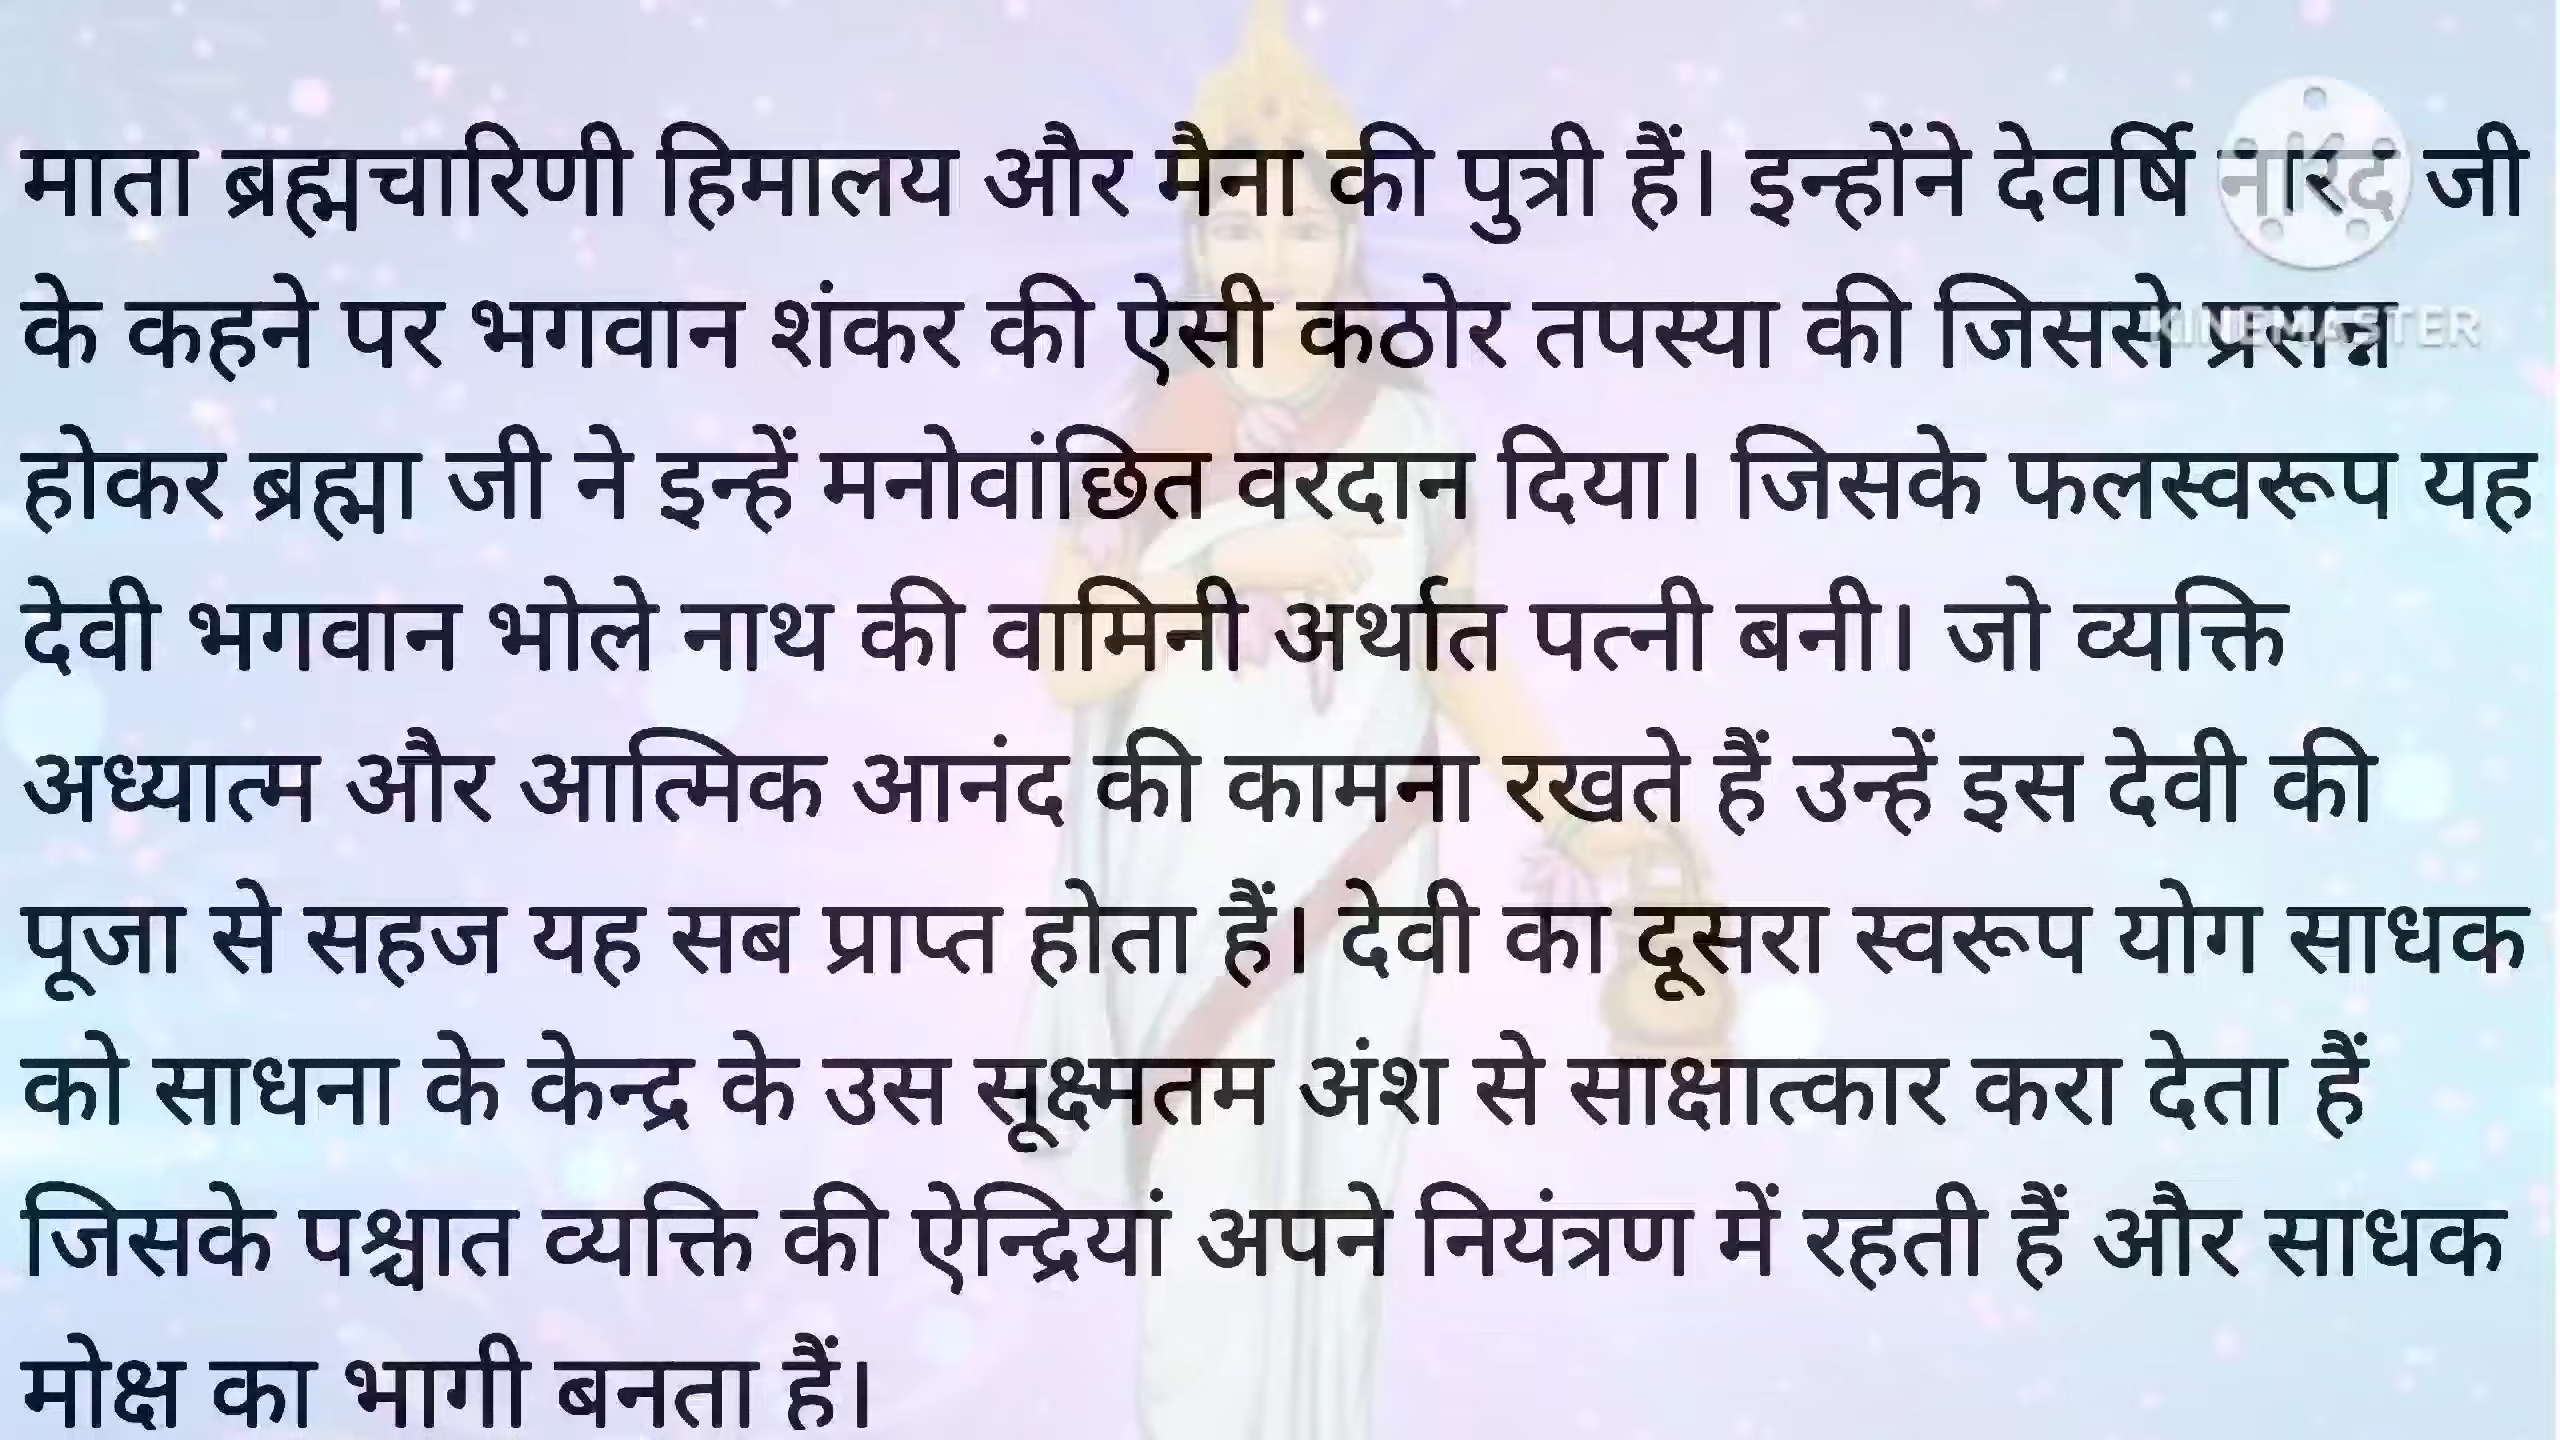 माता ब्रह्मचारिणी हिमालय और मैना की पुत्री हैं। इन्होंने देवर्षि नारद जी
के कहने पर भगवान शंकर की ऐसी कठोर तपस्या की जिससे प्रसन्न
होकर ब्रह्मा जी ने इन्हें मनोवांछित वरदान दिया। जिसके फलस्वरूप यह
देवी भगवान भोले नाथ की वामिनी अर्थात पत्नी बनी। जो व्यक्ति
अध्यात्म और आत्मिक आनंद की कामना रखते हैं उन्हें इस देवी की
पूजा से सहज यह सब प्राप्त होता हैं। देवी का दूसरा स्वरूप योग साधक
को साधना के केन्द्र के उस सूक्ष्मतम अंश से साक्षात्कार करा देता हैं
जिसके पश्चात व्यक्ति की ऐन्द्रियां अपने नियंत्रण में रहती हैं और साधक
मोक्ष का भागी बनता हैं।
K
KINEMASTER